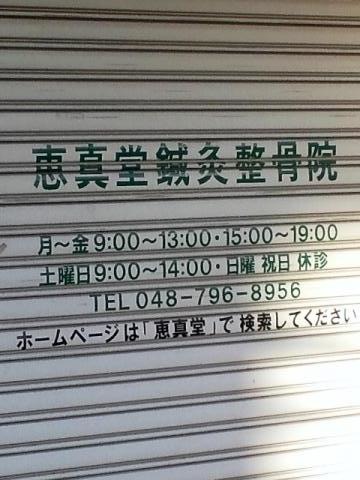 恵真堂鍼灸整骨院
月～金9:00～13:00・15:00～19:00
土曜日9:00～14:00・日曜 祝日 休診
TEL 048-796-8956
ホームページは「恵真堂」で 検索してください